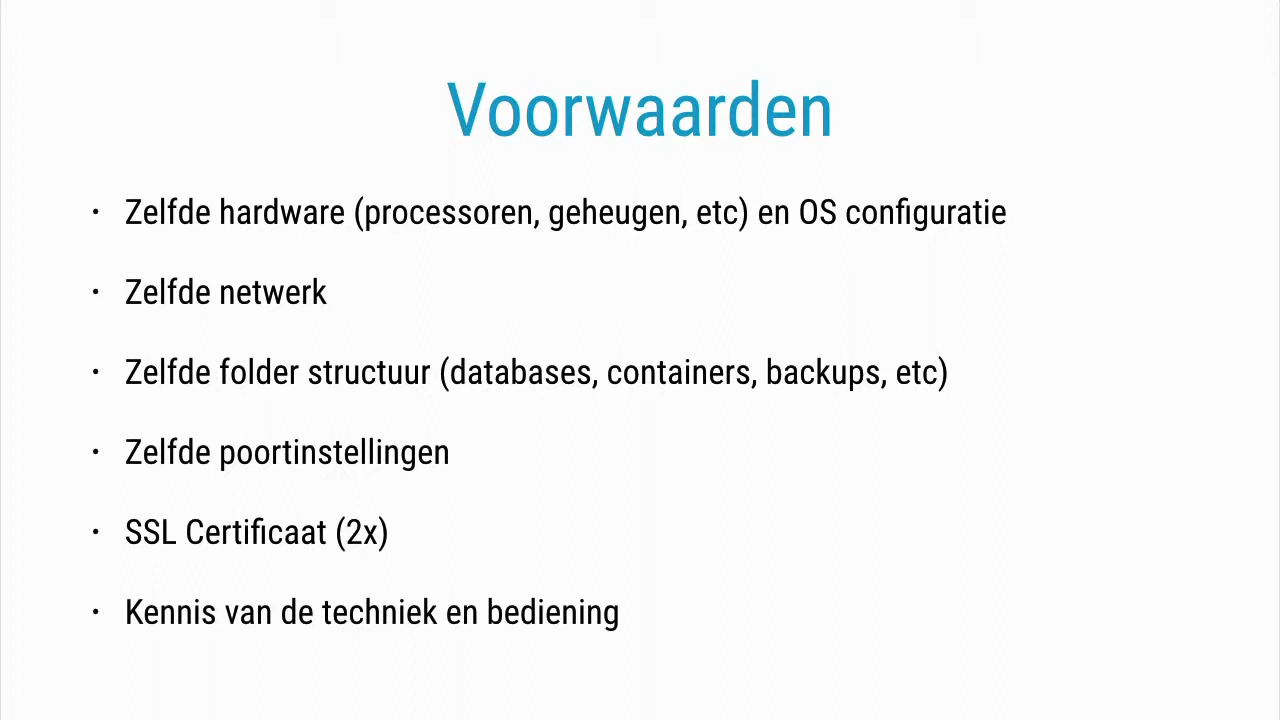 Voorwaarden
• Zelfde hardware (processoren, geheugen, etc) en OS configuratie
• Zelfde netwerk
• Zelfde folder structuur (databases, containers, backups, etc)
• Zelfde poortinstellingen
• SSL Certificaat (2x)
• Kennis van de techniek en bediening